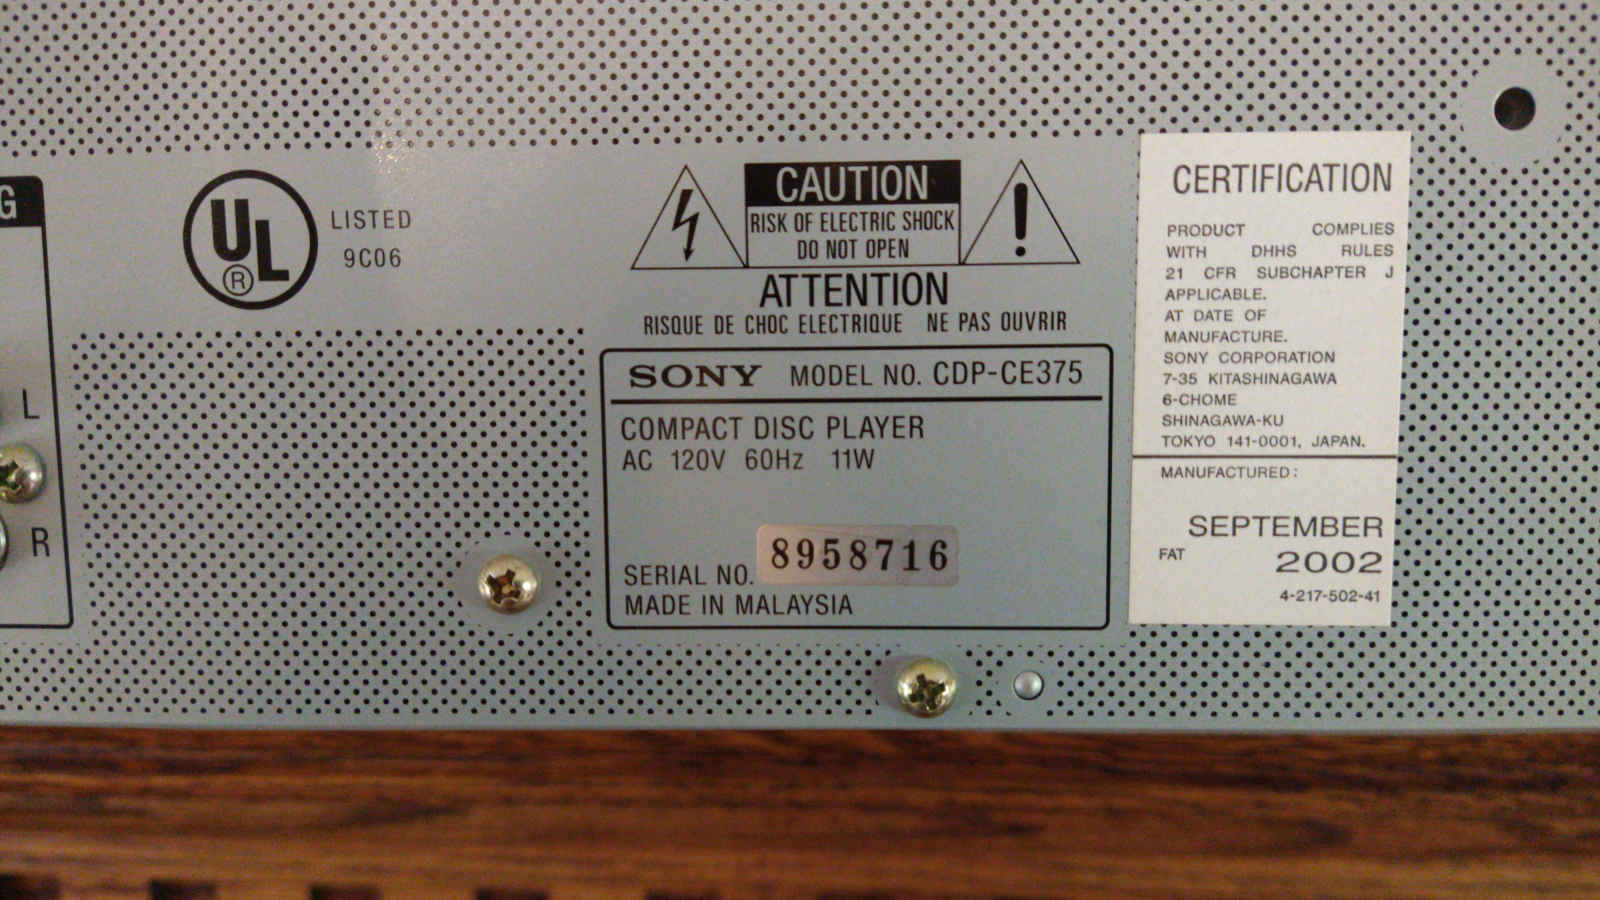 G
L
R
UL
®
LISTED
9C06
CAUTION
RISK OF ELECTRIC SHOCK
DO NOT OPEN
ATTENTION
RISQUE DE CHOC ELECTRIQUE NE PAS OUVRIR
SONY MODEL NO. CDP-CE375
COMPACT DISC PLAYER
AC 120V 60Hz 11W
SERIAL NO. 8958716
MADE IN MALAYSIA
CERTIFICATION
PRODUCT COMPLIES
WITH DHHS RULES
21 CFR SUBCHAPTER J
APPLICABLE.
AT DATE OF
MANUFACTURE.
SONY CORPORATION
7-35 KITASHINAGAWA
6-CHOME
SHINAGAWA-KU
TOKYO 141-0001, JAPAN.
MANUFACTURED:
SEPTEMBER
FAT 2002
4-217-502-41